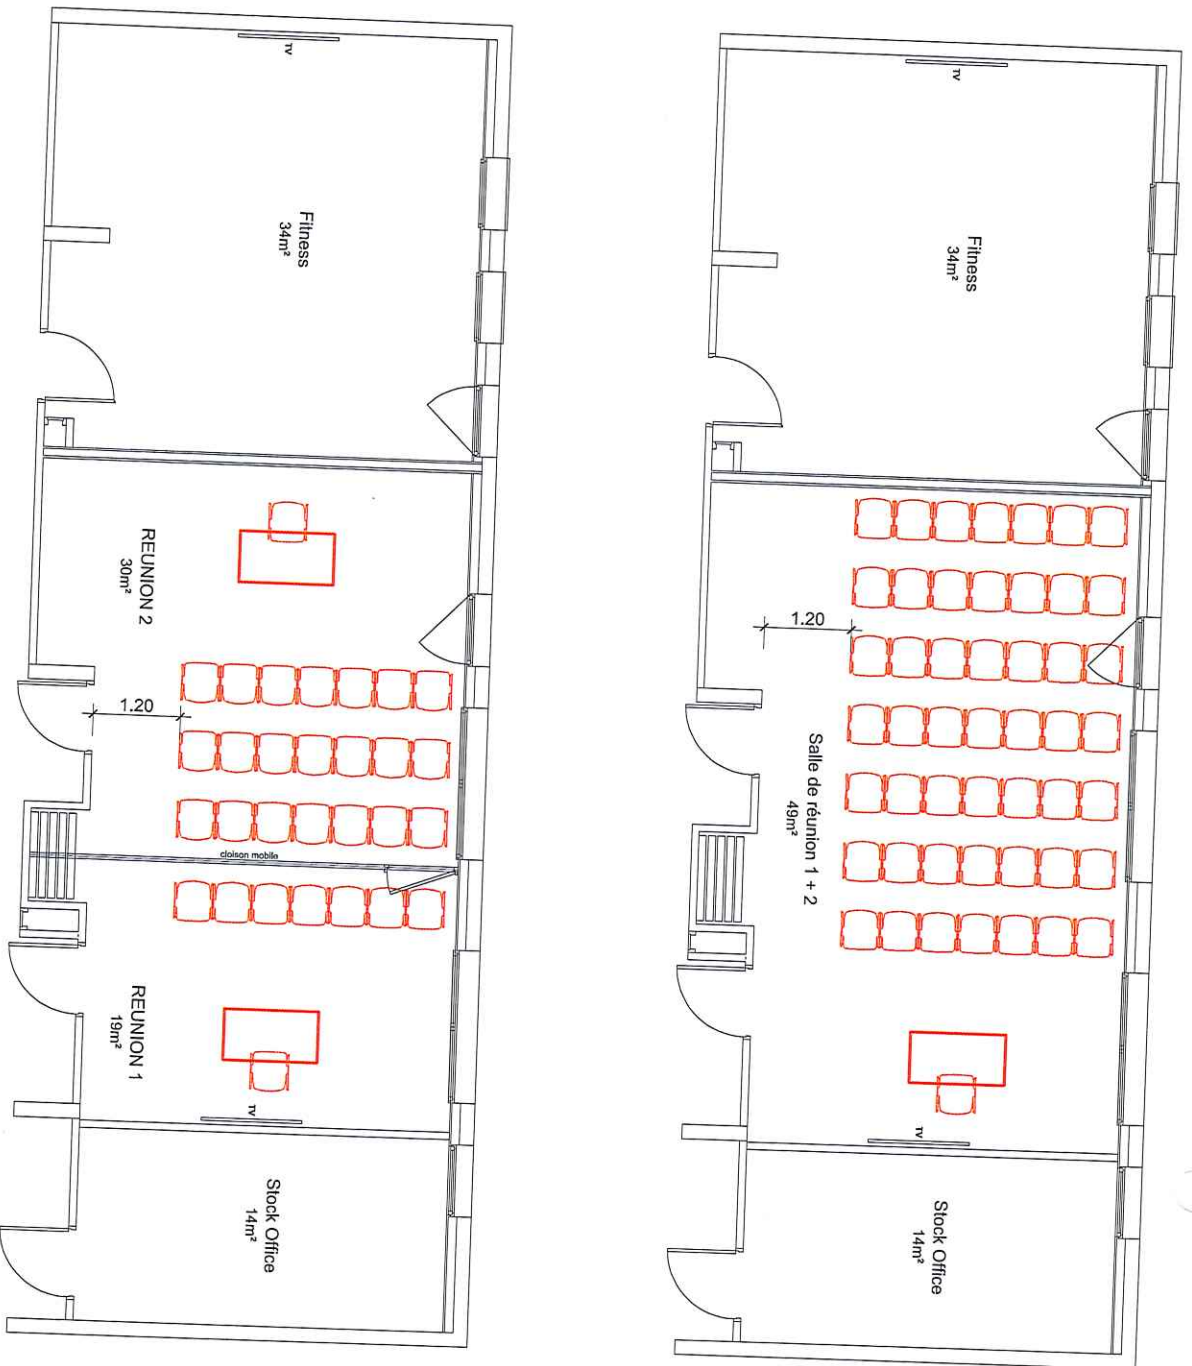 TV
Fitness
34m²
REUNION 2
30m²
1.20
cloison mobile
REUNION 1
19m²
TV
Stock Office
14m²
TV
Fitness
34m²
1.20
Salle de réunion 1 + 2
49m²
TV
Stock Office
14m²